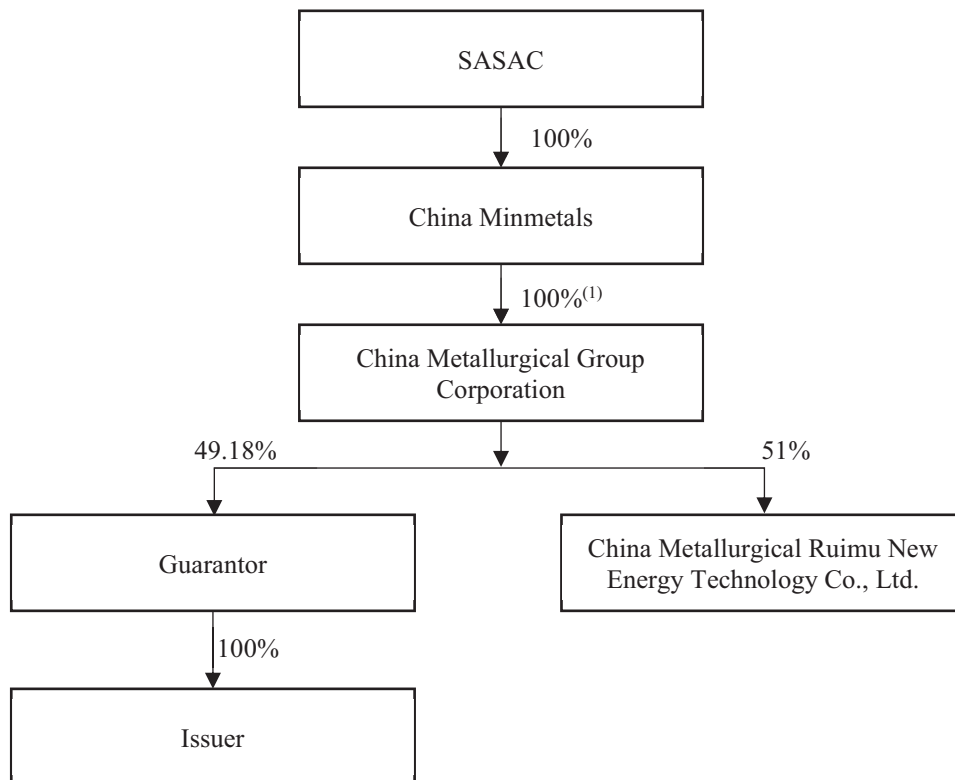 SASAC
100%
China Minmetals
100%(1)
China Metallurgical Group
Corporation
49.18%
51%
Guarantor
China Metallurgical Ruimu New
Energy Technology Co., Ltd.
100%
Issuer